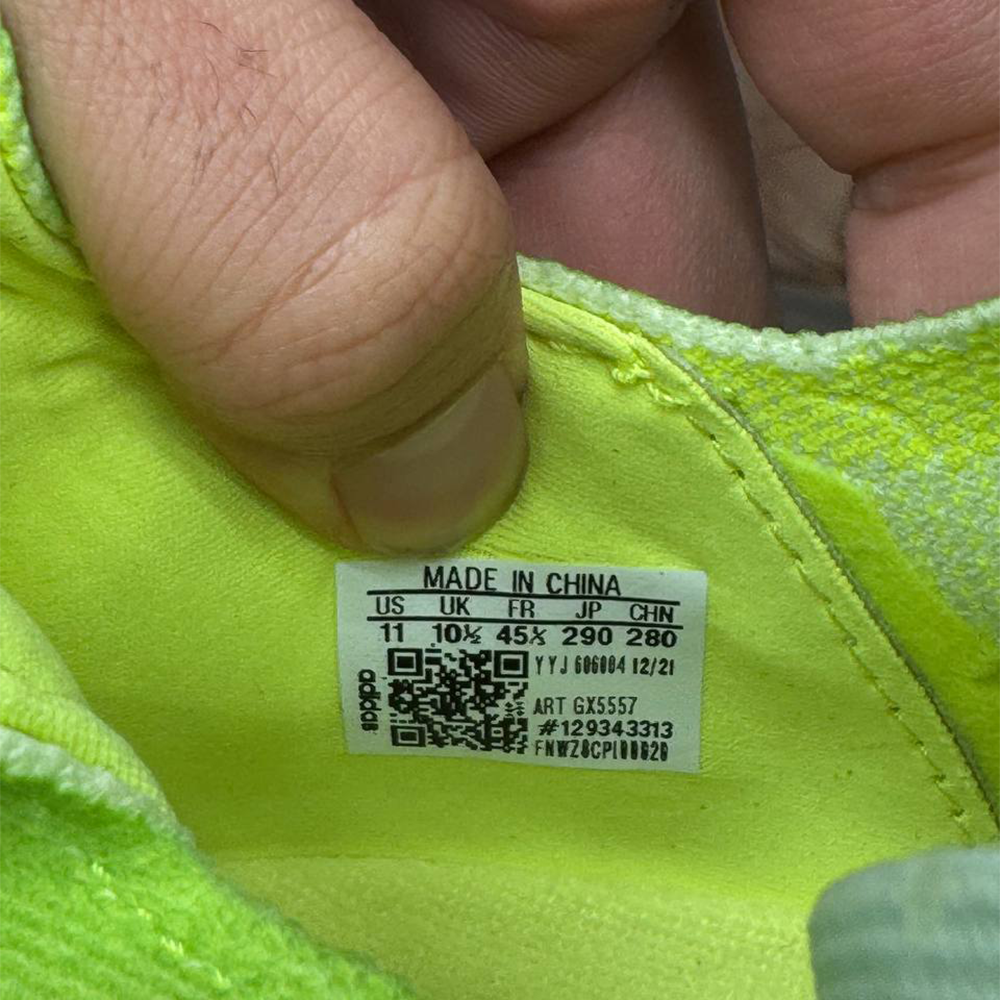 MADE IN CHINA
US UK FR JP CHN
11 10½ 45⅓ 290 280
YYJ 606004 12/21
adidas
ART GX5557
#129343313